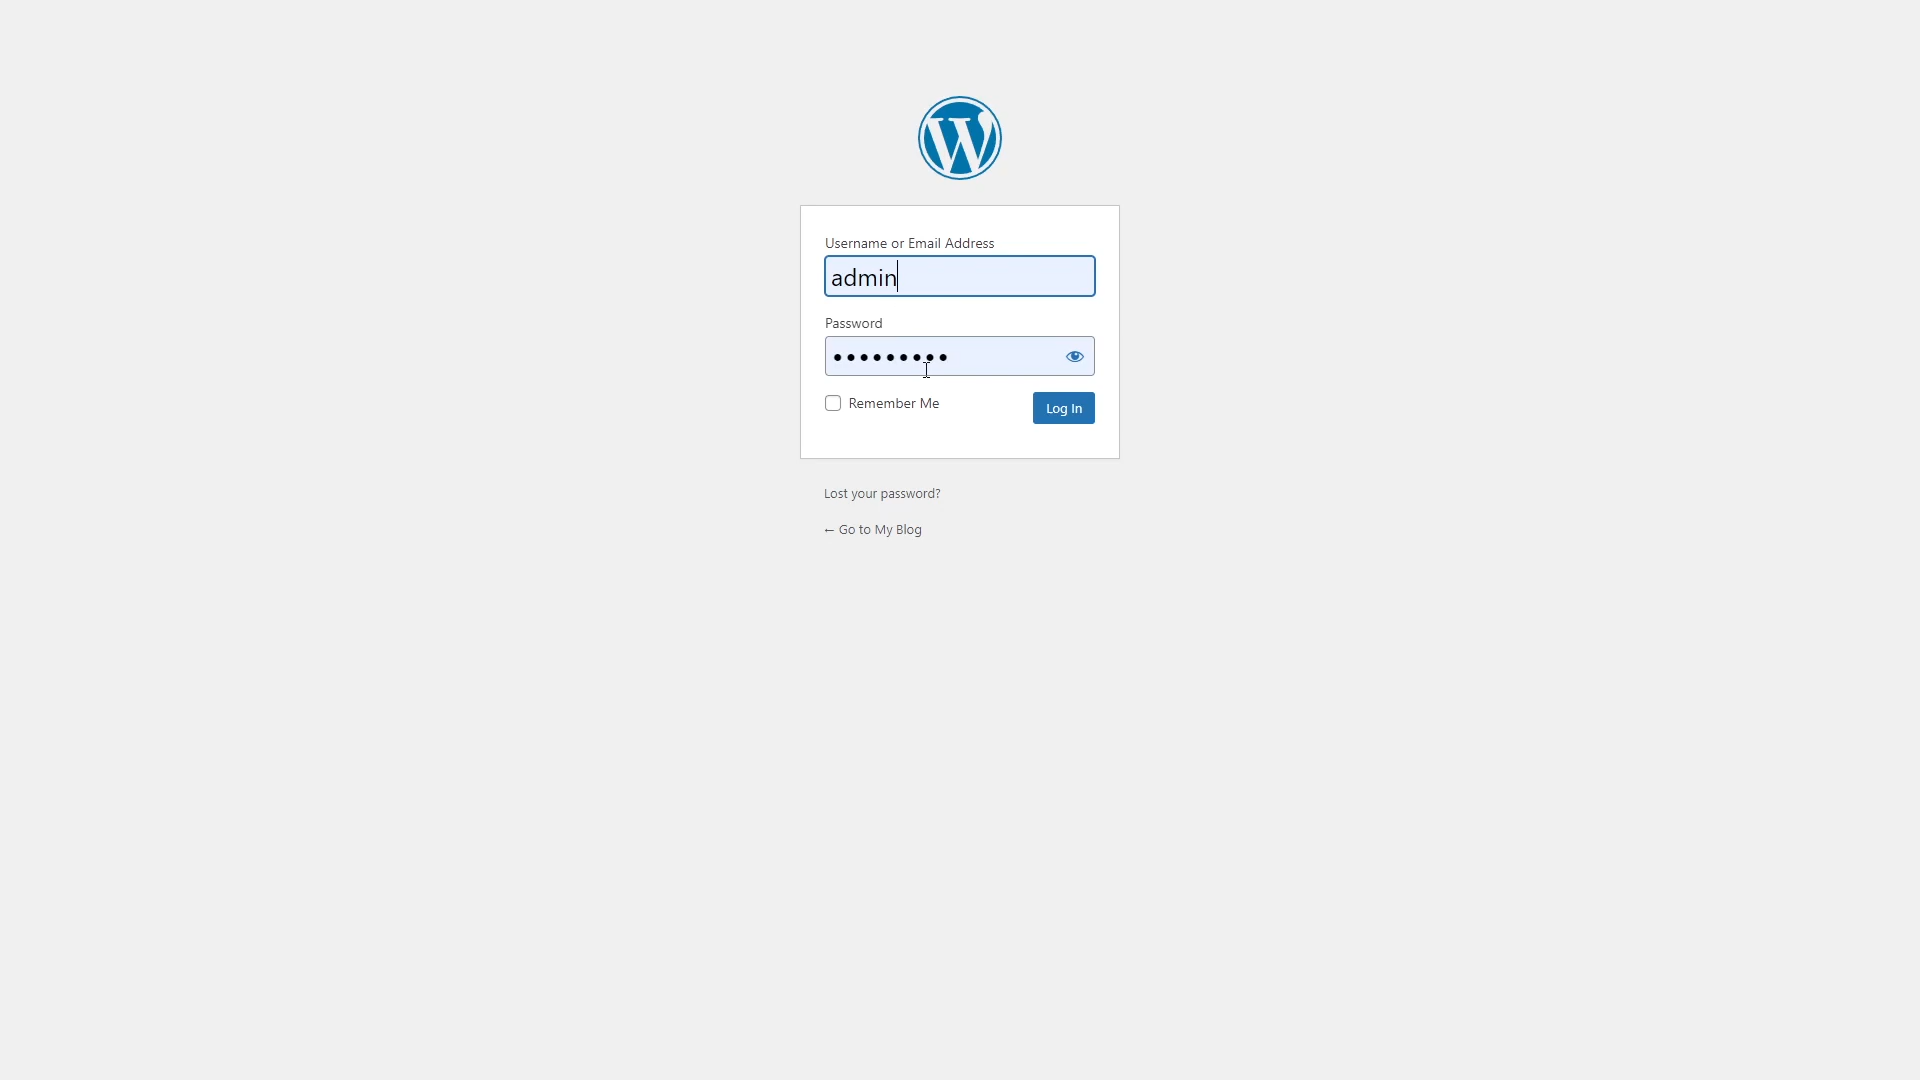 Username or Email Address
admin
Password
•••••••••
Remember Me
Log In
Lost your password?
← Go to My Blog